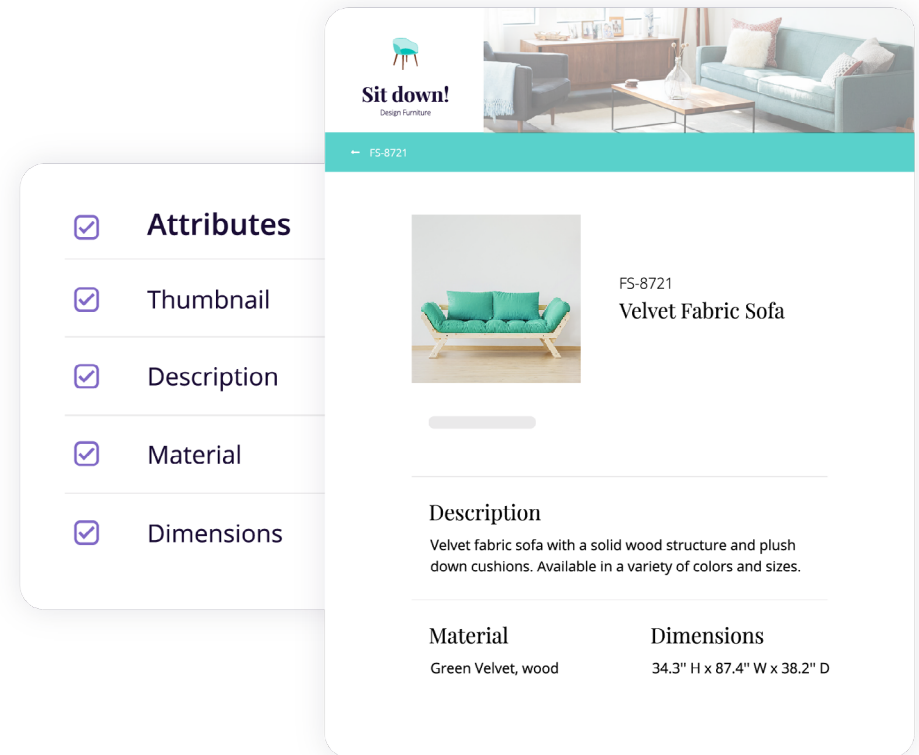 Attributes
Thumbnail
Description
Material
Dimensions
Sit down!
Design Furniture
← FS-8721
FS-8721
Velvet Fabric Sofa
Description
Velvet fabric sofa with a solid wood structure and plush
down cushions. Available in a variety of colors and sizes.
Material
Green Velvet, wood
Dimensions
34.3" H x 87.4" W x 38.2" D